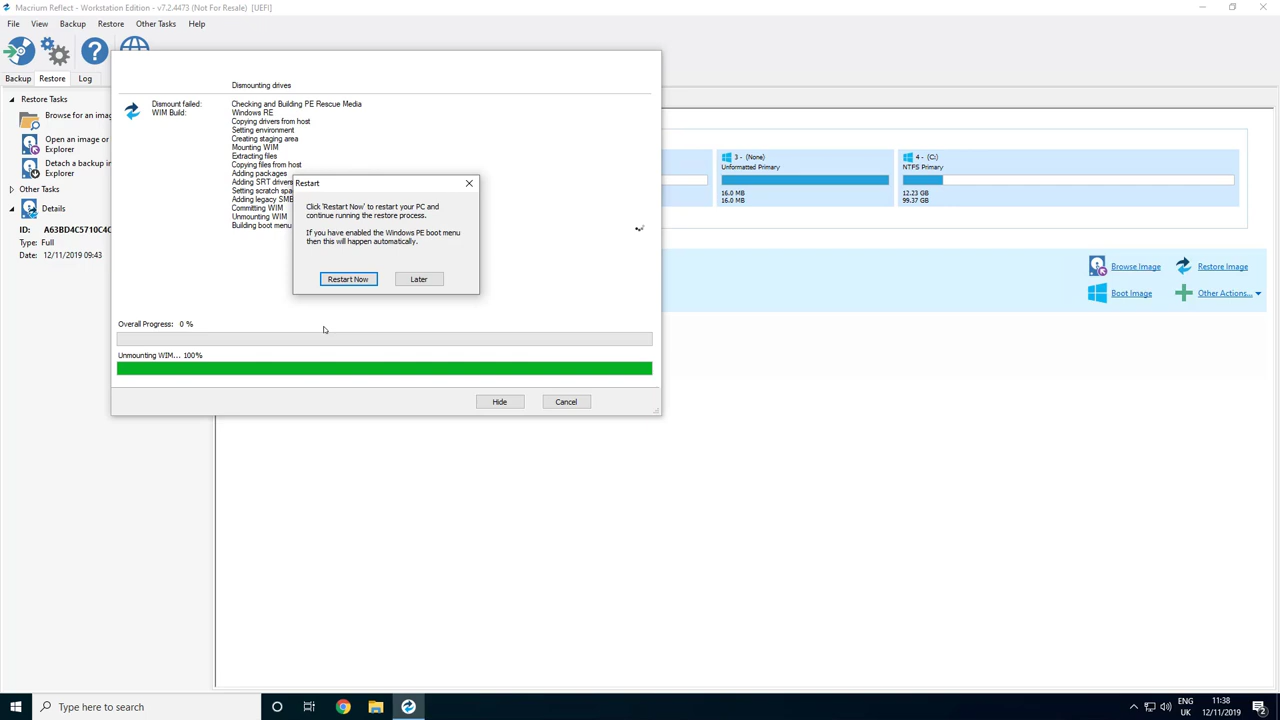 Macrium Reflect - Workstation Edition - v7.2.4473 (Not For Resale)  [UEFI]
File View Backup Restore Other Tasks Help
Backup Restore Log
Restore Tasks
Browse for an imag
Open an image or
Explorer
Detach a backup in
Explorer
Other Tasks
Details
ID: A63BD4C5710C4C
Type: Full
Date: 12/11/2019 09:43
Dismounting drives
Dismount failed: Checking and Building PE Rescue Media
WIM Build: Windows RE
Copying drivers from host
Setting environment
Creating staging area
Mounting WIM
Extracting files
Copying files from host
Adding packages
Adding SRT drivers
Setting scratch spa
Adding legacy SMB
Committing WIM
Unmounting WIM
Building boot menu
Restart
Click 'Restart Now' to restart your PC and
continue running the restore process.
If you have enabled the Windows PE boot menu
then this will happen automatically.
Restart Now Later
Overall Progress: 0 %
Unmounting WIM... 100%
Hide Cancel
3 - (None)
Unformatted Primary
16.0 MB
16.0 MB
4 - (C:)
NTFS Primary
12.23 GB
99.37 GB
Browse Image Restore Image
Boot Image Other Actions...
Type here to search
ENG
UK
11:38
12/11/2019
2